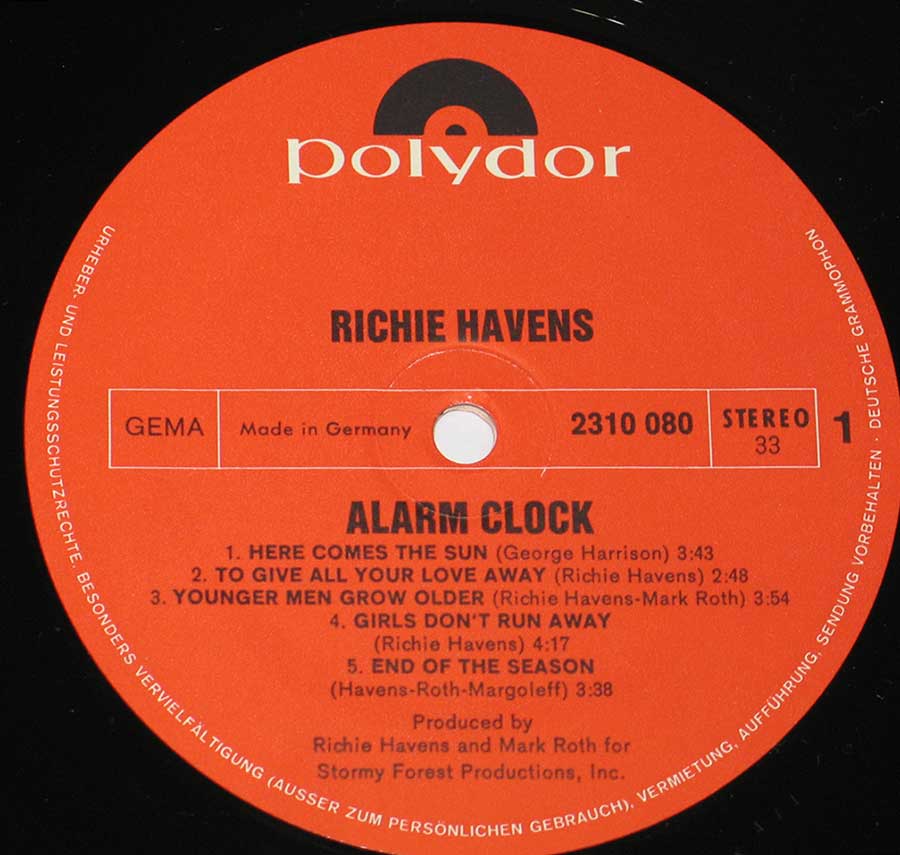 polydor
RICHIE HAVENS
GEMA
Made in Germany
2310 080
STEREO
33
1
ALARM CLOCK
1. HERE COMES THE SUN (George Harrison) 3:43
2. TO GIVE ALL YOUR LOVE AWAY (Richie Havens) 2:48
3. YOUNGER MEN GROW OLDER (Richie Havens-Mark Roth) 3:54
4. GIRLS DON'T RUN AWAY
(Richie Havens) 4:17
5. END OF THE SEASON
(Havens-Roth-Margoleff) 3:38
Produced by
Richie Havens and Mark Roth for
Stormy Forest Productions, Inc.
URHEBER- UND LEISTUNGSSCHUTZRECHTE, BESONDERS VERVIELFÄLTIGUNG (AUSSER ZUM PERSÖNLICHEN GEBRAUCH), VERMIETUNG, AUFFÜHRUNG, SENDUNG VORBEHALTEN · DEUTSCHE GRAMMOPHON